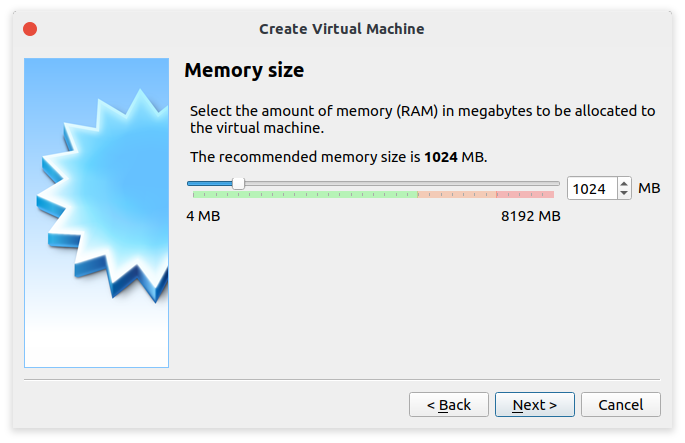 Create Virtual Machine
Memory size
Select the amount of memory (RAM) in megabytes to be allocated to
the virtual machine.
The recommended memory size is 1024 MB.
1024 MB
4 MB 8192 MB
< Back Next > Cancel